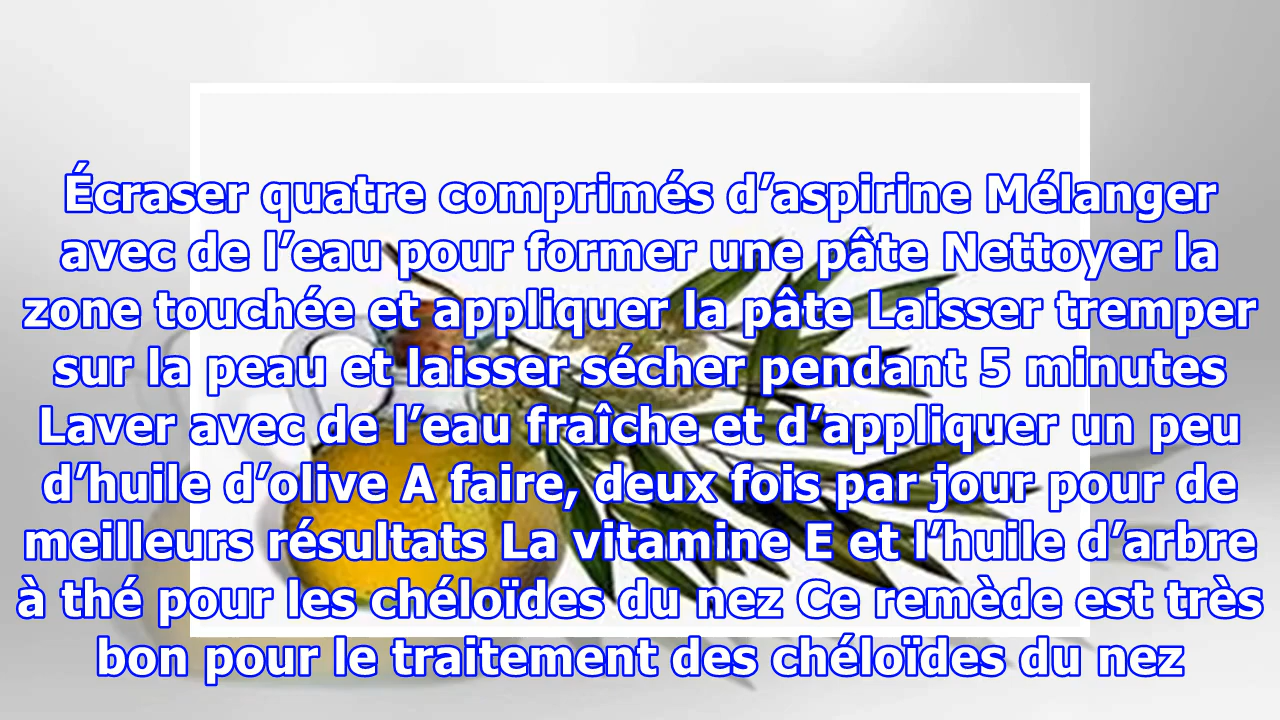 Écraser quatre comprimés d’aspirine Mélanger
avec de l’eau pour former une pâte Nettoyer la
zone touchée et appliquer la pâte Laisser tremper
sur la peau et laisser sécher pendant 5 minutes
Laver avec de l’eau fraîche et d’appliquer un peu
d’huile d’olive A faire, deux fois par jour pour de
meilleurs résultats La vitamine E et l’huile d’arbre
à thé pour les chéloïdes du nez Ce remède est très
bon pour le traitement des chéloïdes du nez